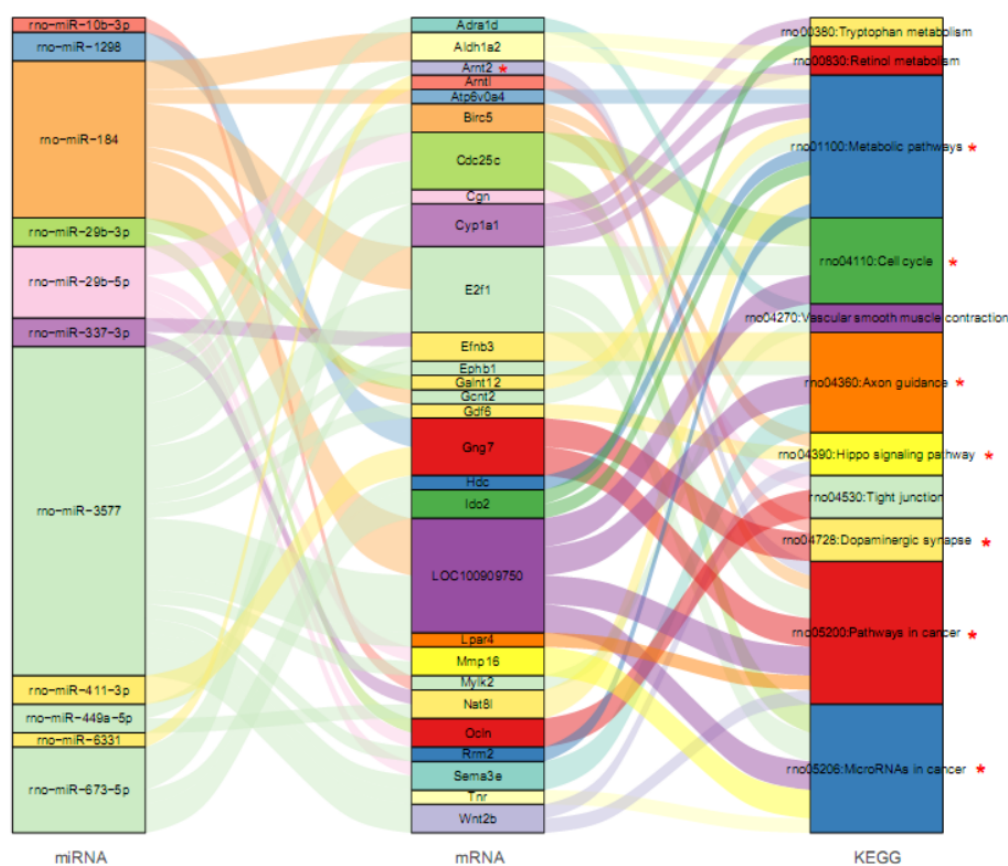 rno-miR-10b-3p
rno-miR-1298
rno-miR-184
rno-miR-29b-3p
rno-miR-29b-5p
rno-miR-337-3p
rno-miR-3577
rno-miR-411-3p
rno-miR-449a-5p
rno-miR-6331
rno-miR-673-5p
miRNA
Adra1d
Aldh1a2
Arnt2 *
Arntl
Atp6v0a4
Birc5
Cdc25c
Cgn
Cyp1a1
E2f1
Efnb3
Ephb1
Galnt12
Gcnt2
Gdf6
Gng7
Hdc
Ido2
LOC100909750
Lpar4
Mmp16
Mylk2
Nat8l
Ocln
Rrm2
Sema3e
Tnr
Wnt2b
mRNA
rno00380:Tryptophan metabolism
rno00830:Retinol metabolism
rno01100:Metabolic pathways *
rno04110:Cell cycle *
rno04270:Vascular smooth muscle contraction
rno04360:Axon guidance *
rno04390:Hippo signaling pathway *
rno04530:Tight junction
rno04728:Dopaminergic synapse *
rno05200:Pathways in cancer *
rno05206:MicroRNAs in cancer *
KEGG